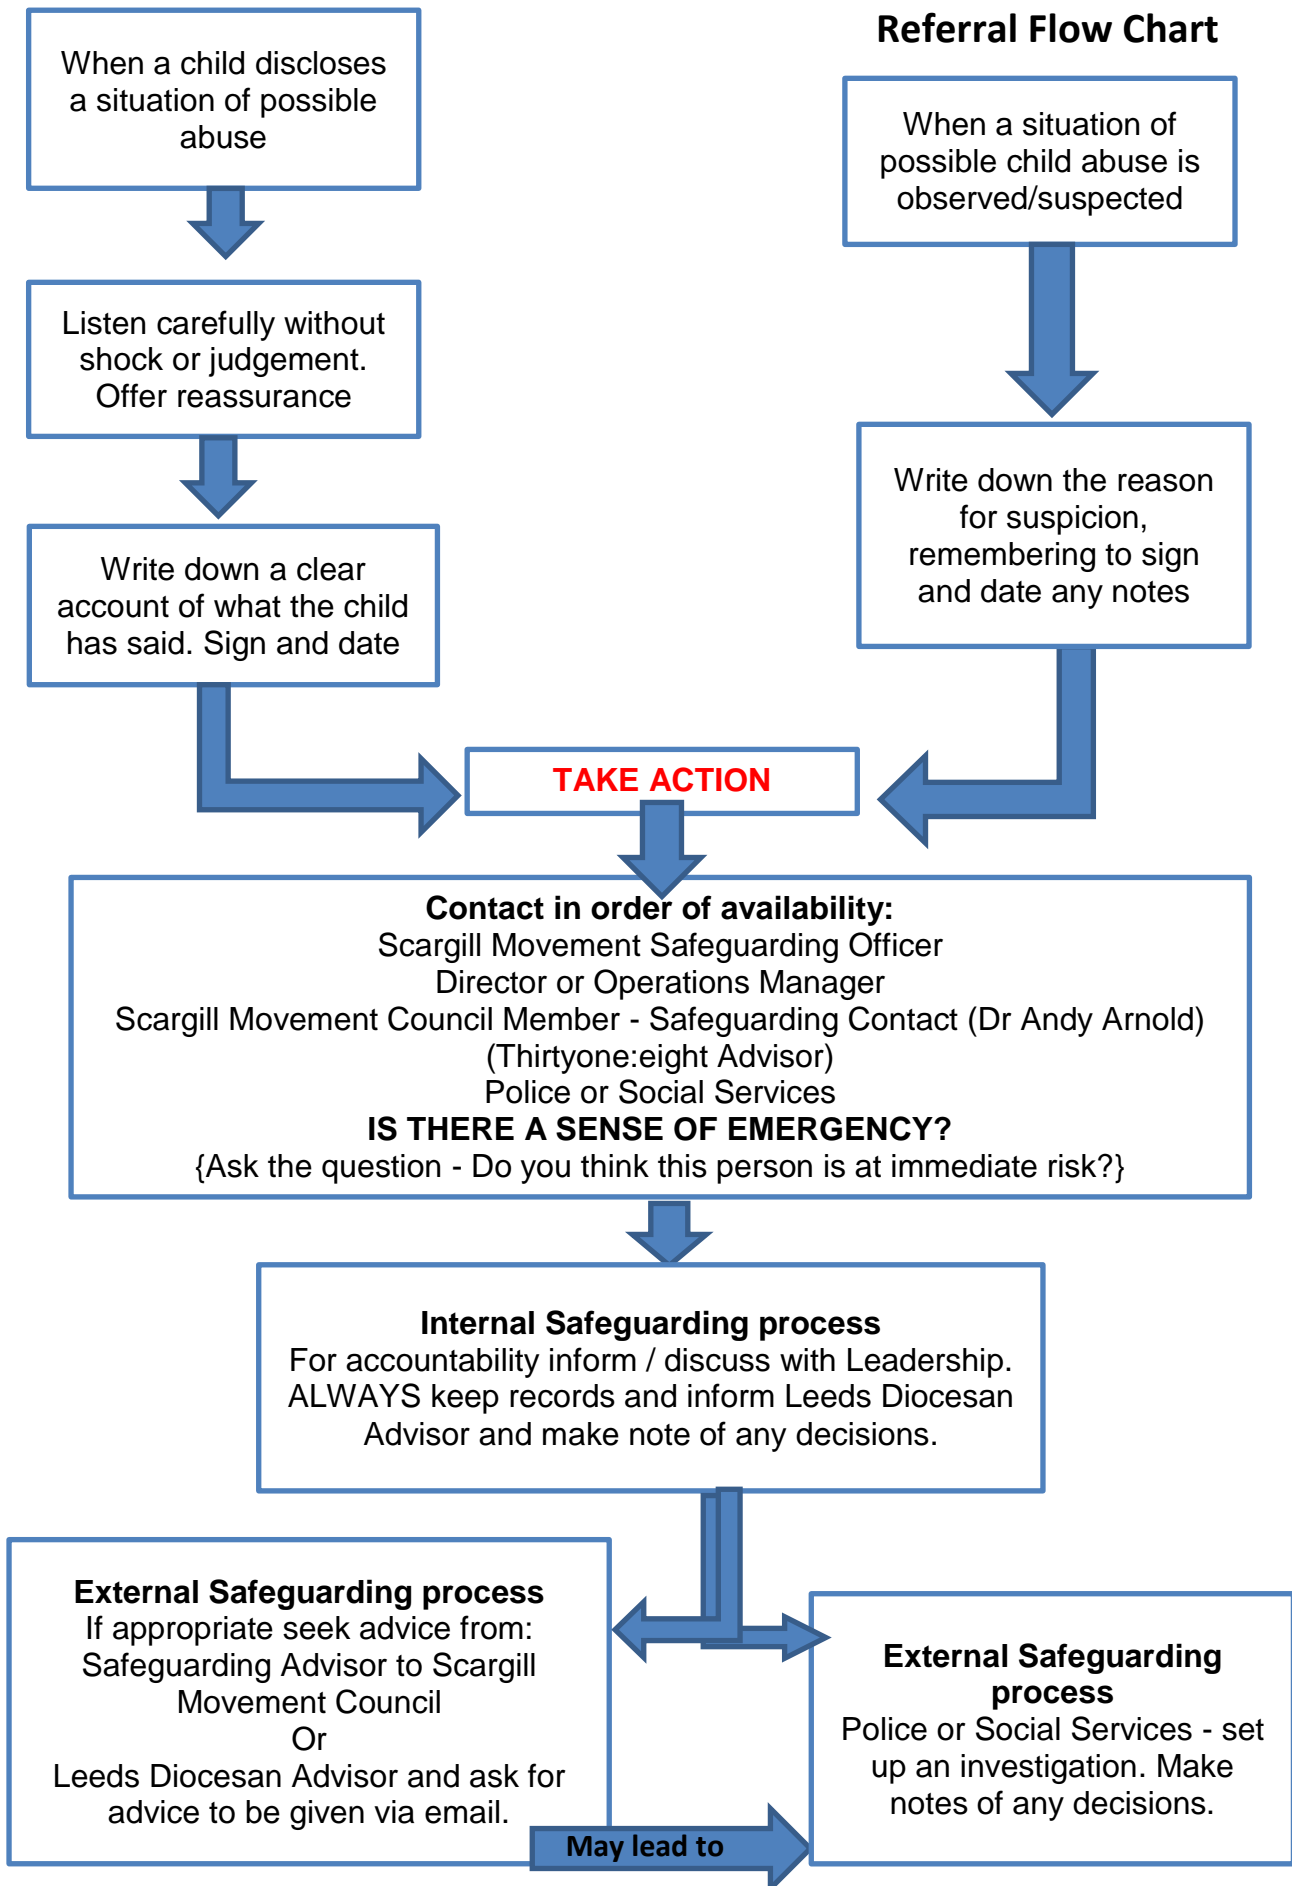 Referral Flow Chart
When a child discloses
a situation of possible
abuse
When a situation of
possible child abuse is
observed/suspected
Listen carefully without
shock or judgement.
Offer reassurance
Write down the reason
for suspicion,
remembering to sign
and date any notes
Write down a clear
account of what the child
has said. Sign and date
TAKE ACTION
Contact in order of availability:
Scargill Movement Safeguarding Officer
Director or Operations Manager
Scargill Movement Council Member - Safeguarding Contact (Dr Andy Arnold)
(Thirtyone:eight Advisor)
Police or Social Services
IS THERE A SENSE OF EMERGENCY?
{Ask the question - Do you think this person is at immediate risk?}
Internal Safeguarding process
For accountability inform / discuss with Leadership.
ALWAYS keep records and inform Leeds Diocesan
Advisor and make note of any decisions.
External Safeguarding process
If appropriate seek advice from:
Safeguarding Advisor to Scargill
Movement Council
Or
Leeds Diocesan Advisor and ask for
advice to be given via email.
May lead to
External Safeguarding
process
Police or Social Services - set
up an investigation. Make
notes of any decisions.